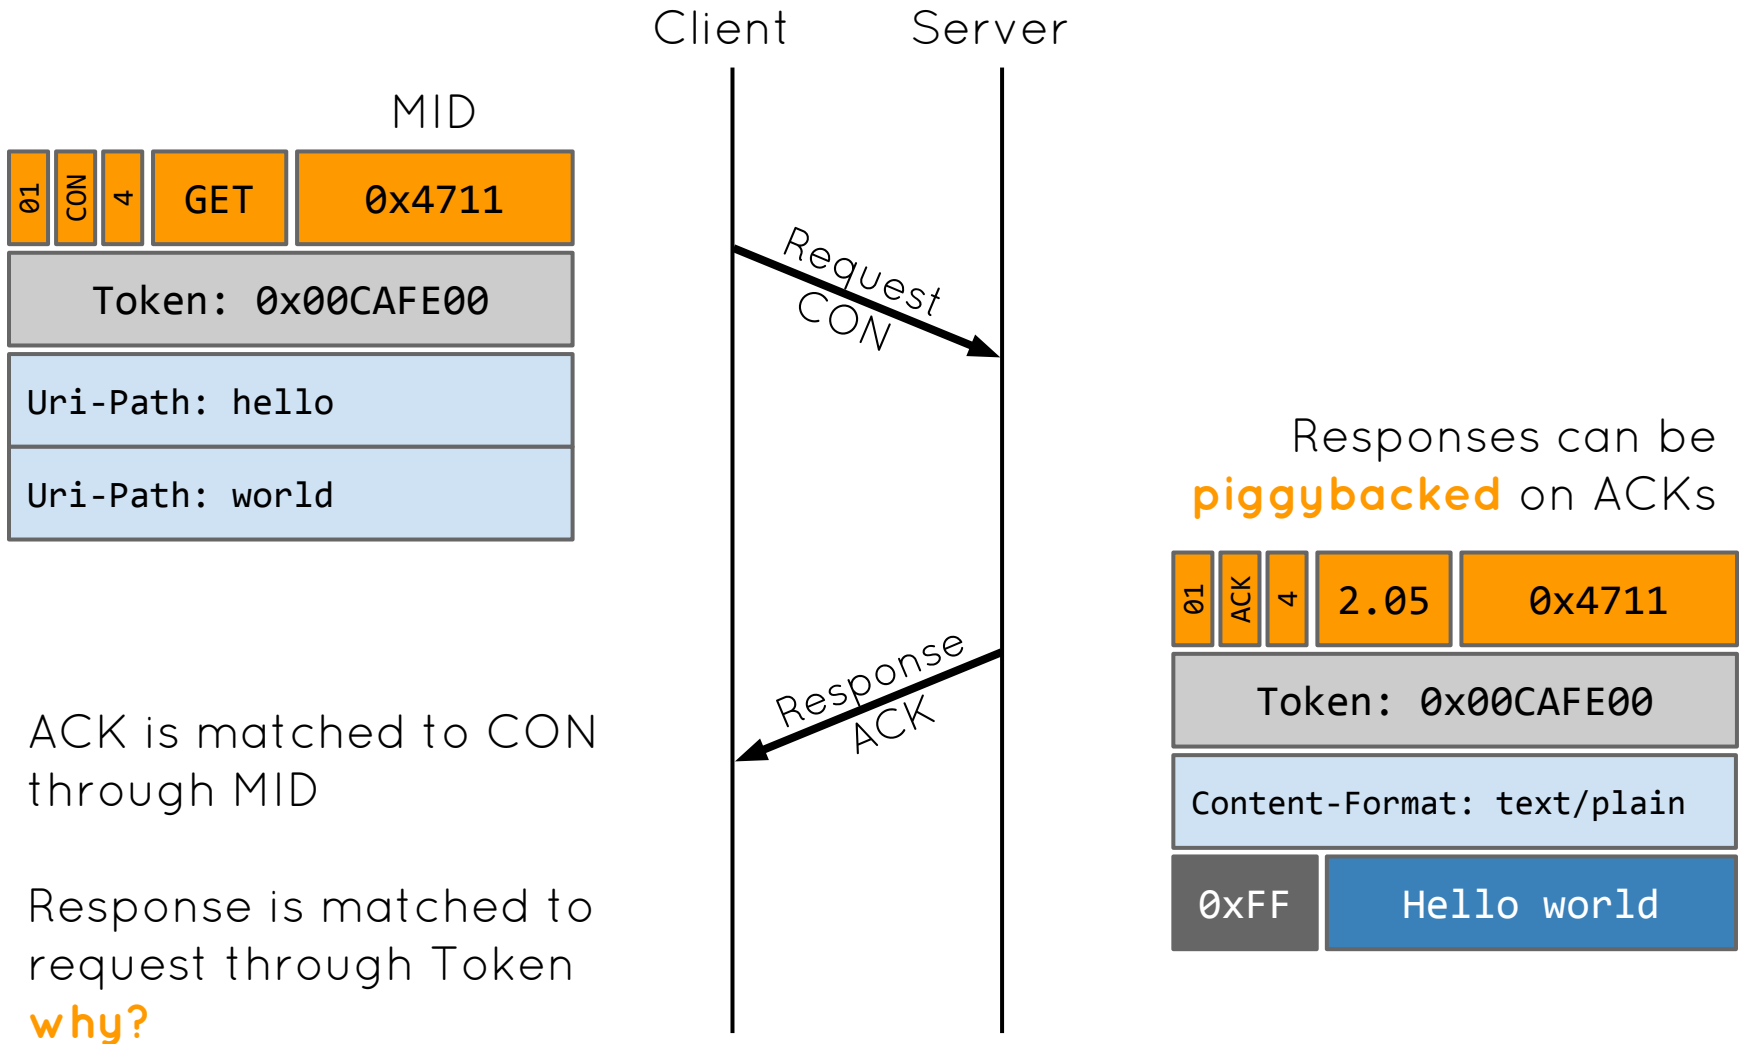 Client Server
MID
01 CON 4 GET 0x4711
Token: 0x00CAFE00
Uri-Path: hello
Uri-Path: world
Request
CON
Responses can be
piggybacked on ACKs
01 ACK 4 2.05 0x4711
Token: 0x00CAFE00
Content-Format: text/plain
0xFF Hello world
Response
ACK
ACK is matched to CON
through MID
Response is matched to
request through Token
why?